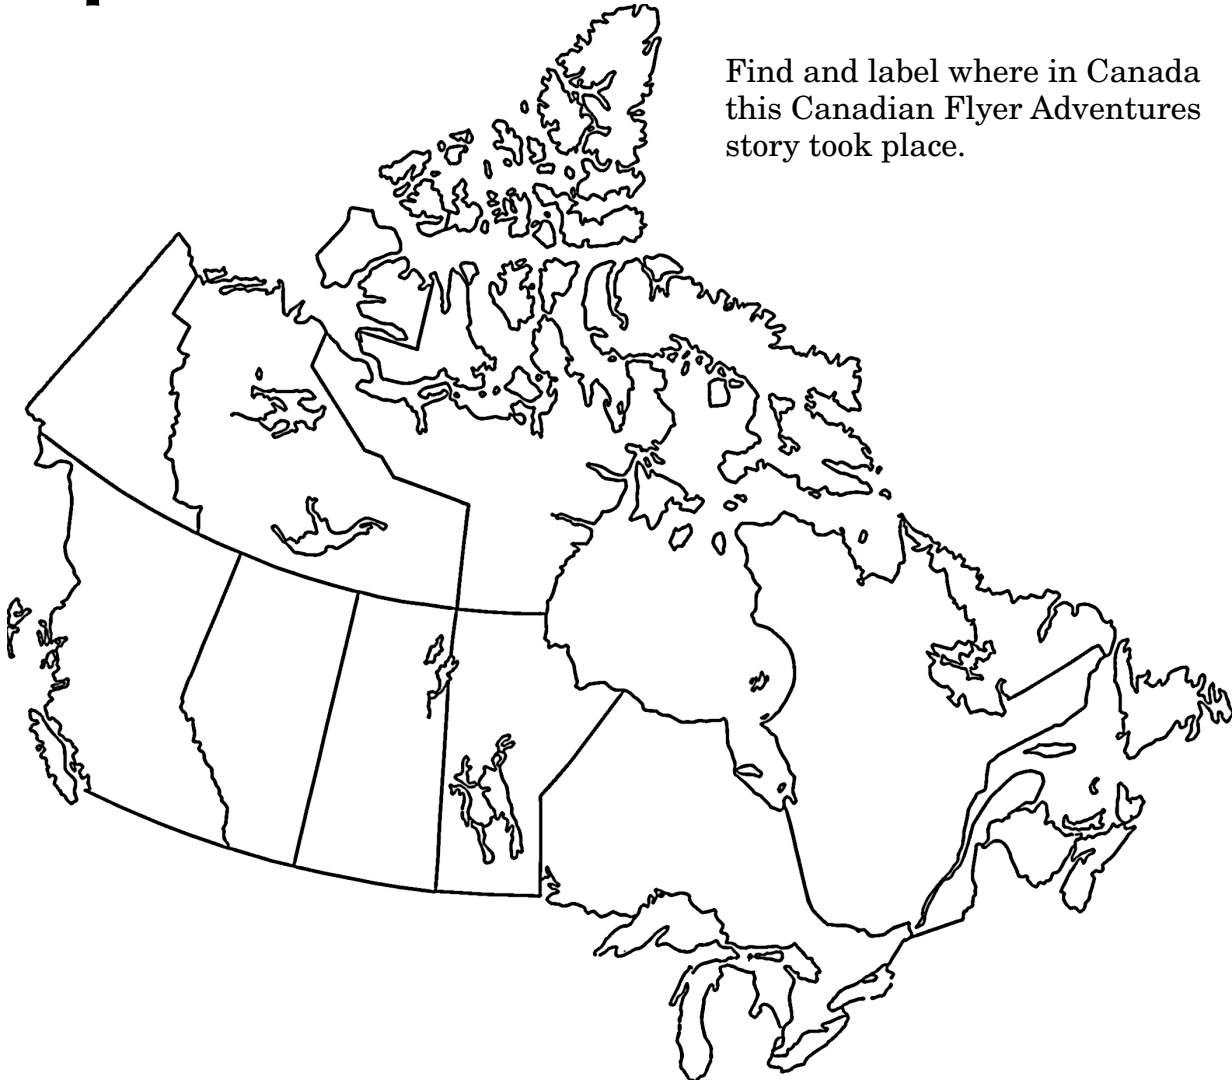 Find and label where in Canada
this Canadian Flyer Adventures
story took place.